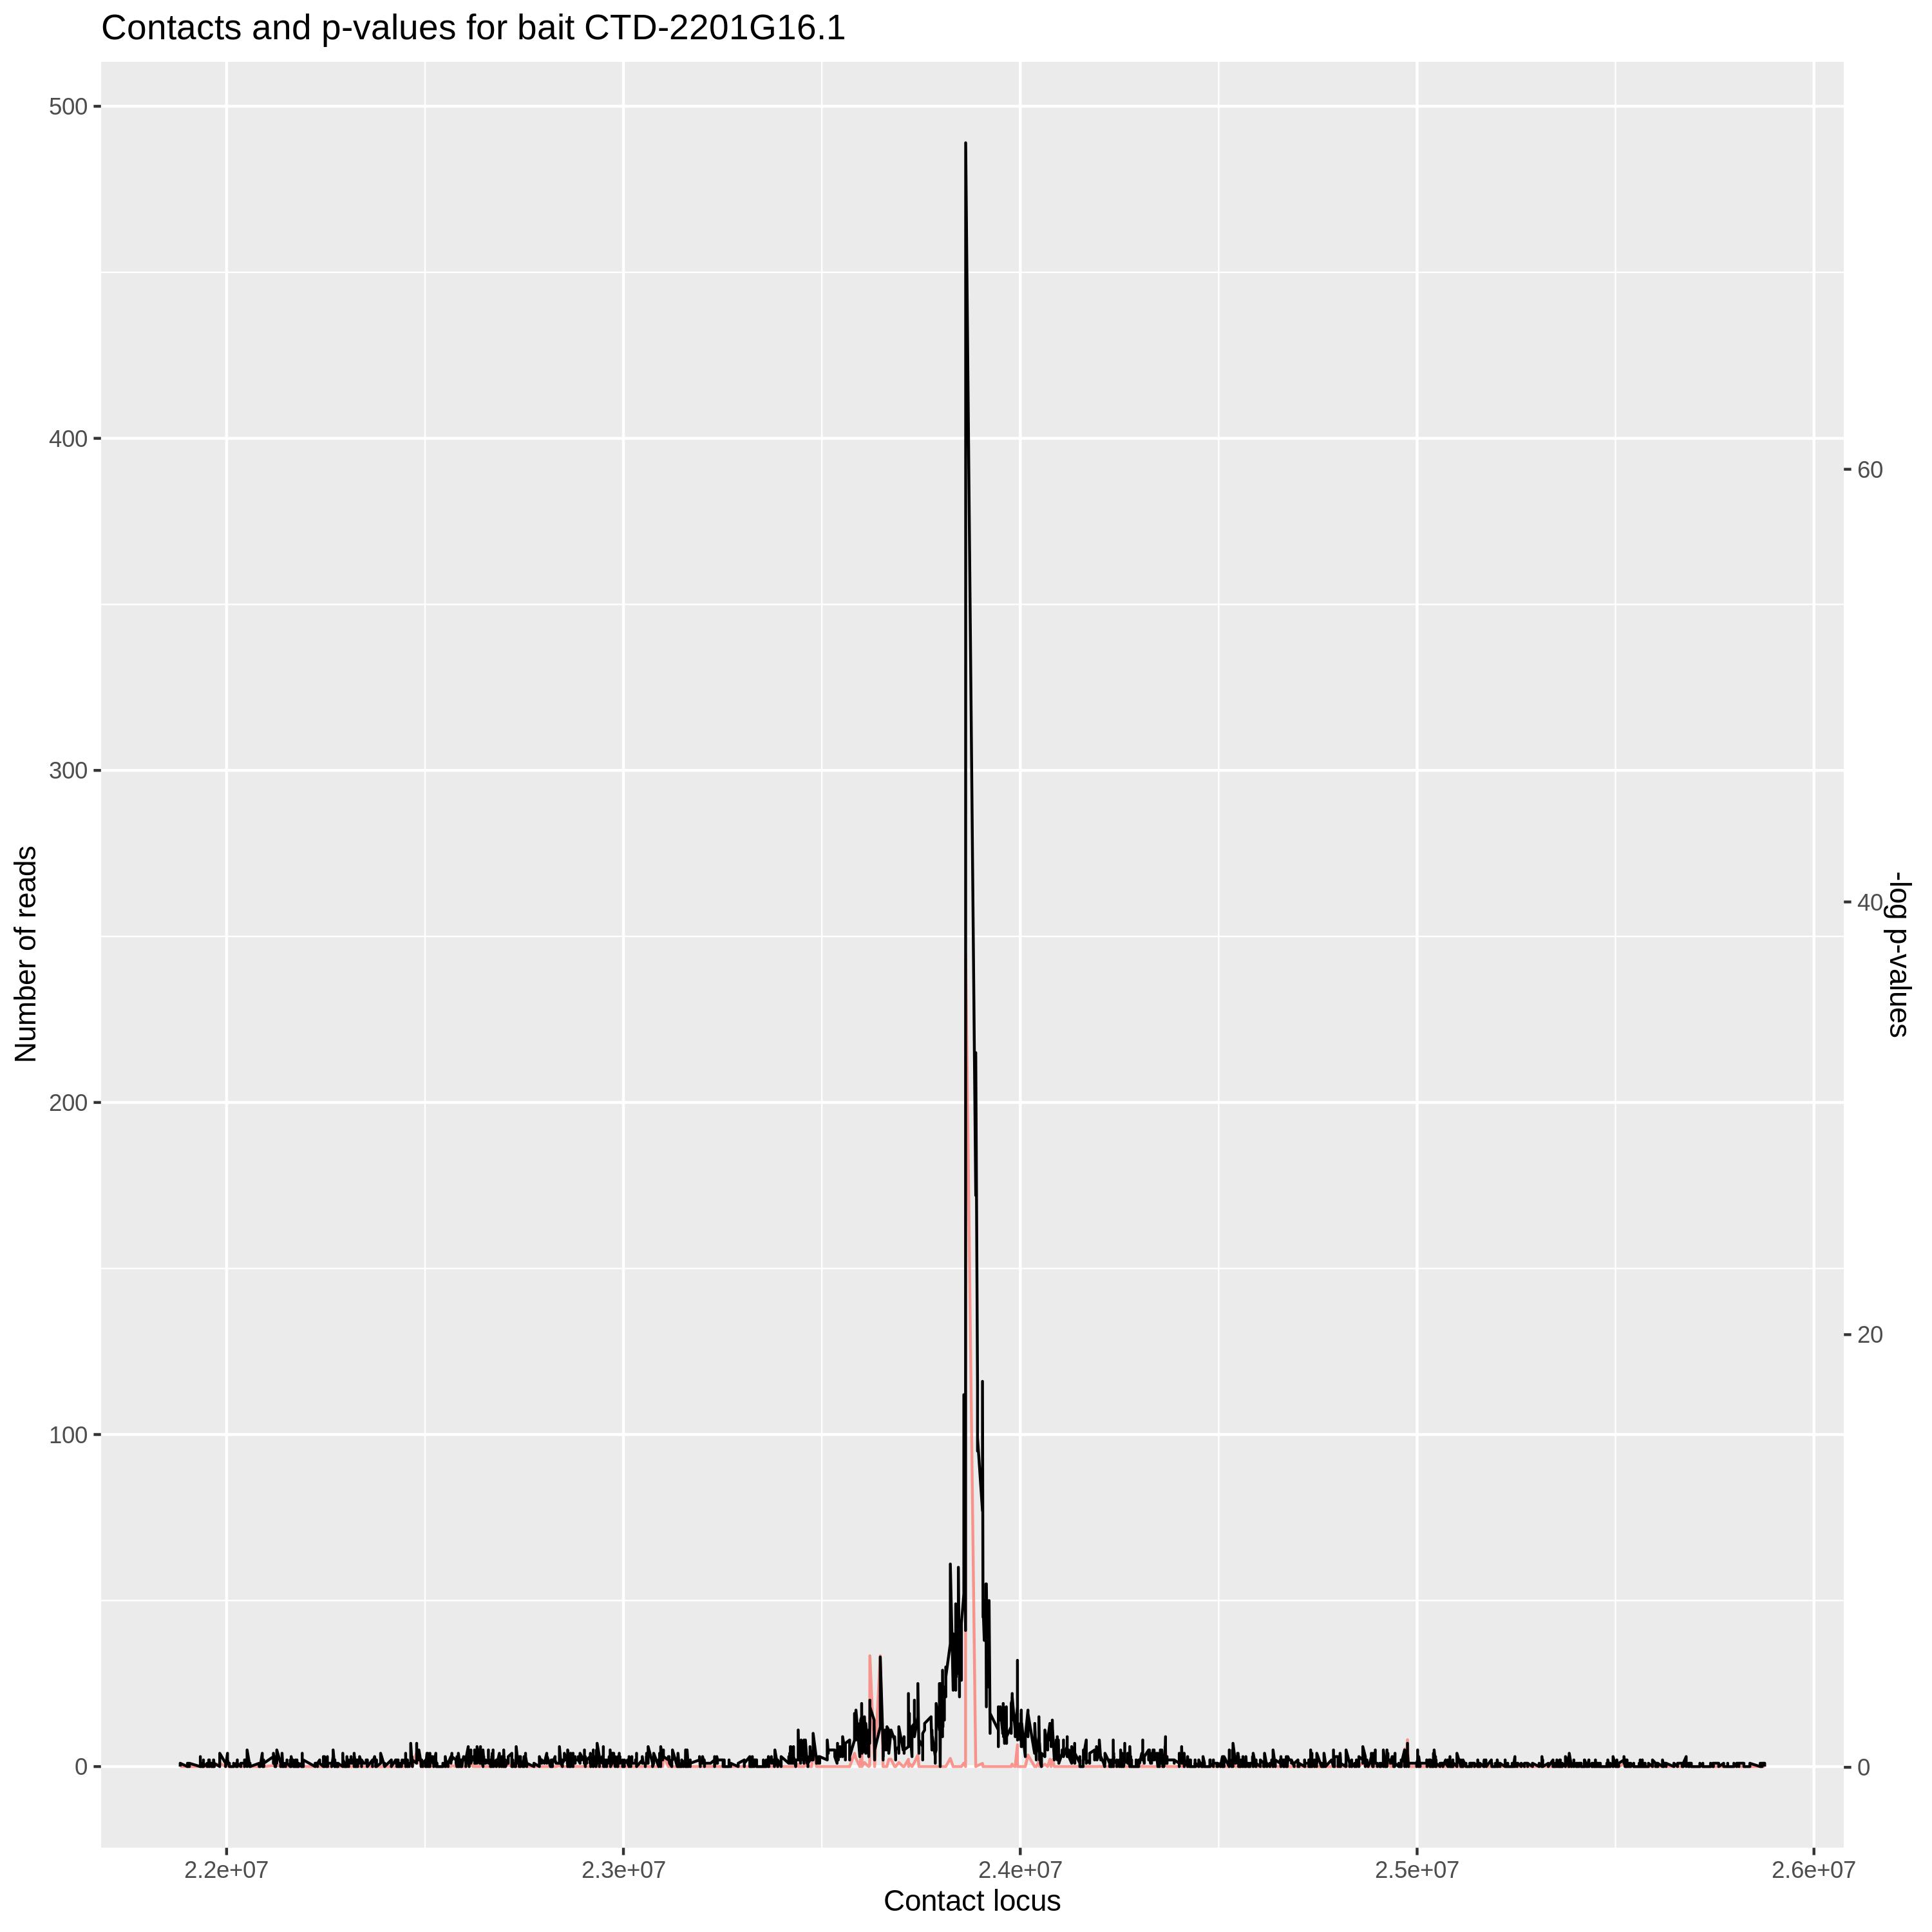 Contacts and p-values for bait CTD-2201G16.1
500
400
300
200
100
0
Number of reads
60
40
20
0
-log p-values
2.2e+07
2.3e+07
2.4e+07
2.5e+07
2.6e+07
Contact locus